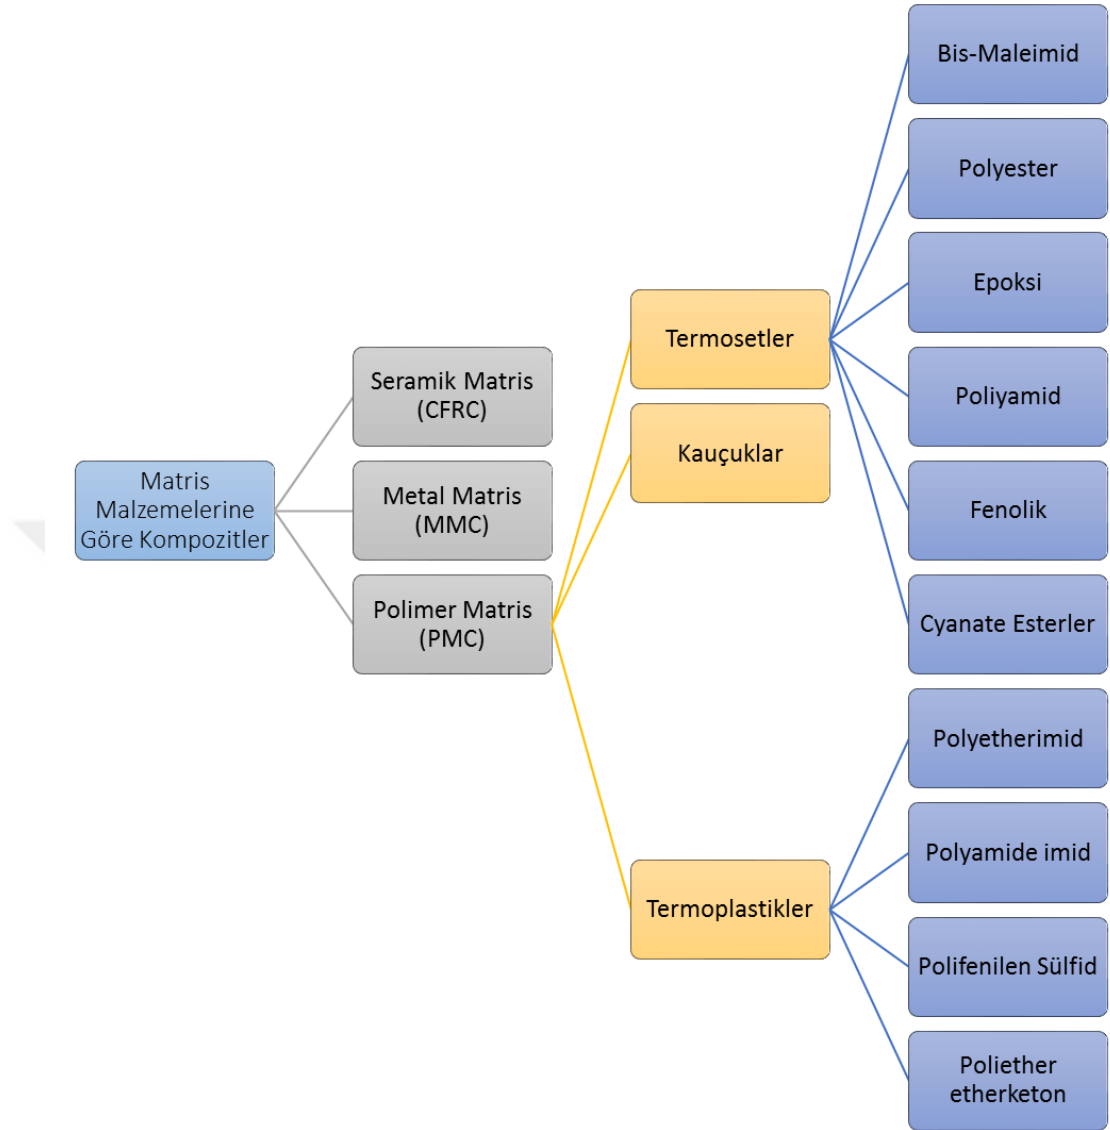 Matris
Malzemelerine
Göre Kompozitler
Seramik Matris
(CFRC)
Metal Matris
(MMC)
Polimer Matris
(PMC)
Termosetler
Kauçuklar
Termoplastikler
Bis-Maleimid
Polyester
Epoksi
Poliyamid
Fenolik
Cyanate Esterler
Polyetherimid
Polyamide imid
Polifenilen Sülfid
Poliether
etherketon